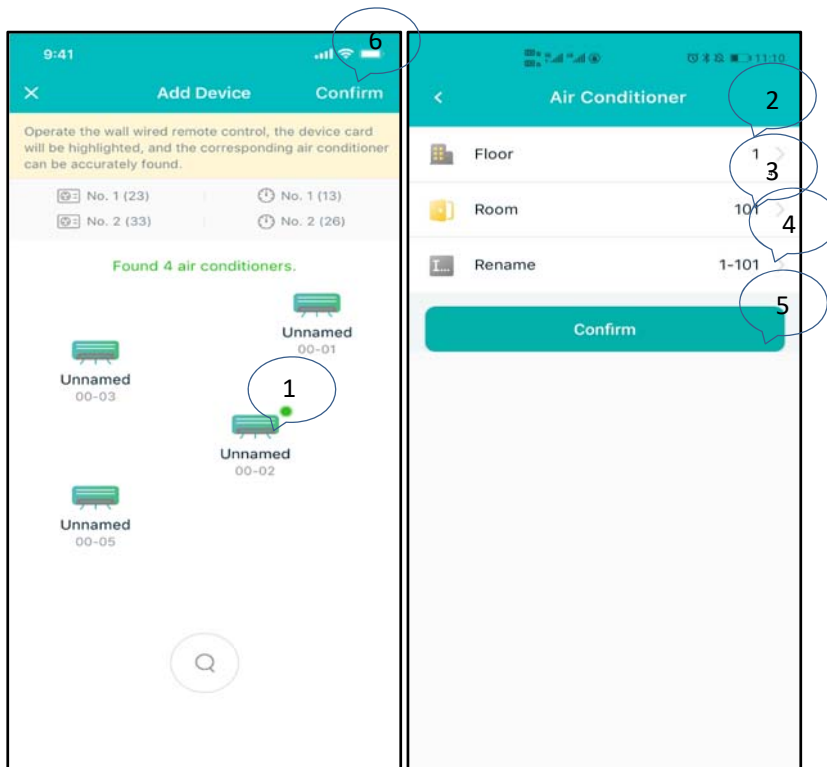 9:41
6
Add Device
Confirm
Operate the wall wired remote control, the device card
will be highlighted, and the corresponding air conditioner
can be accurately found.
No. 1 (23)
No. 1 (13)
No. 2 (33)
No. 2 (26)
Found 4 air conditioners.
Unnamed
00-01
Unnamed
00-03
1
Unnamed
00-02
Unnamed
00-05
11:10
Air Conditioner
2
Floor
1
3
Room
101
4
I...
Rename
1-101
5
Confirm